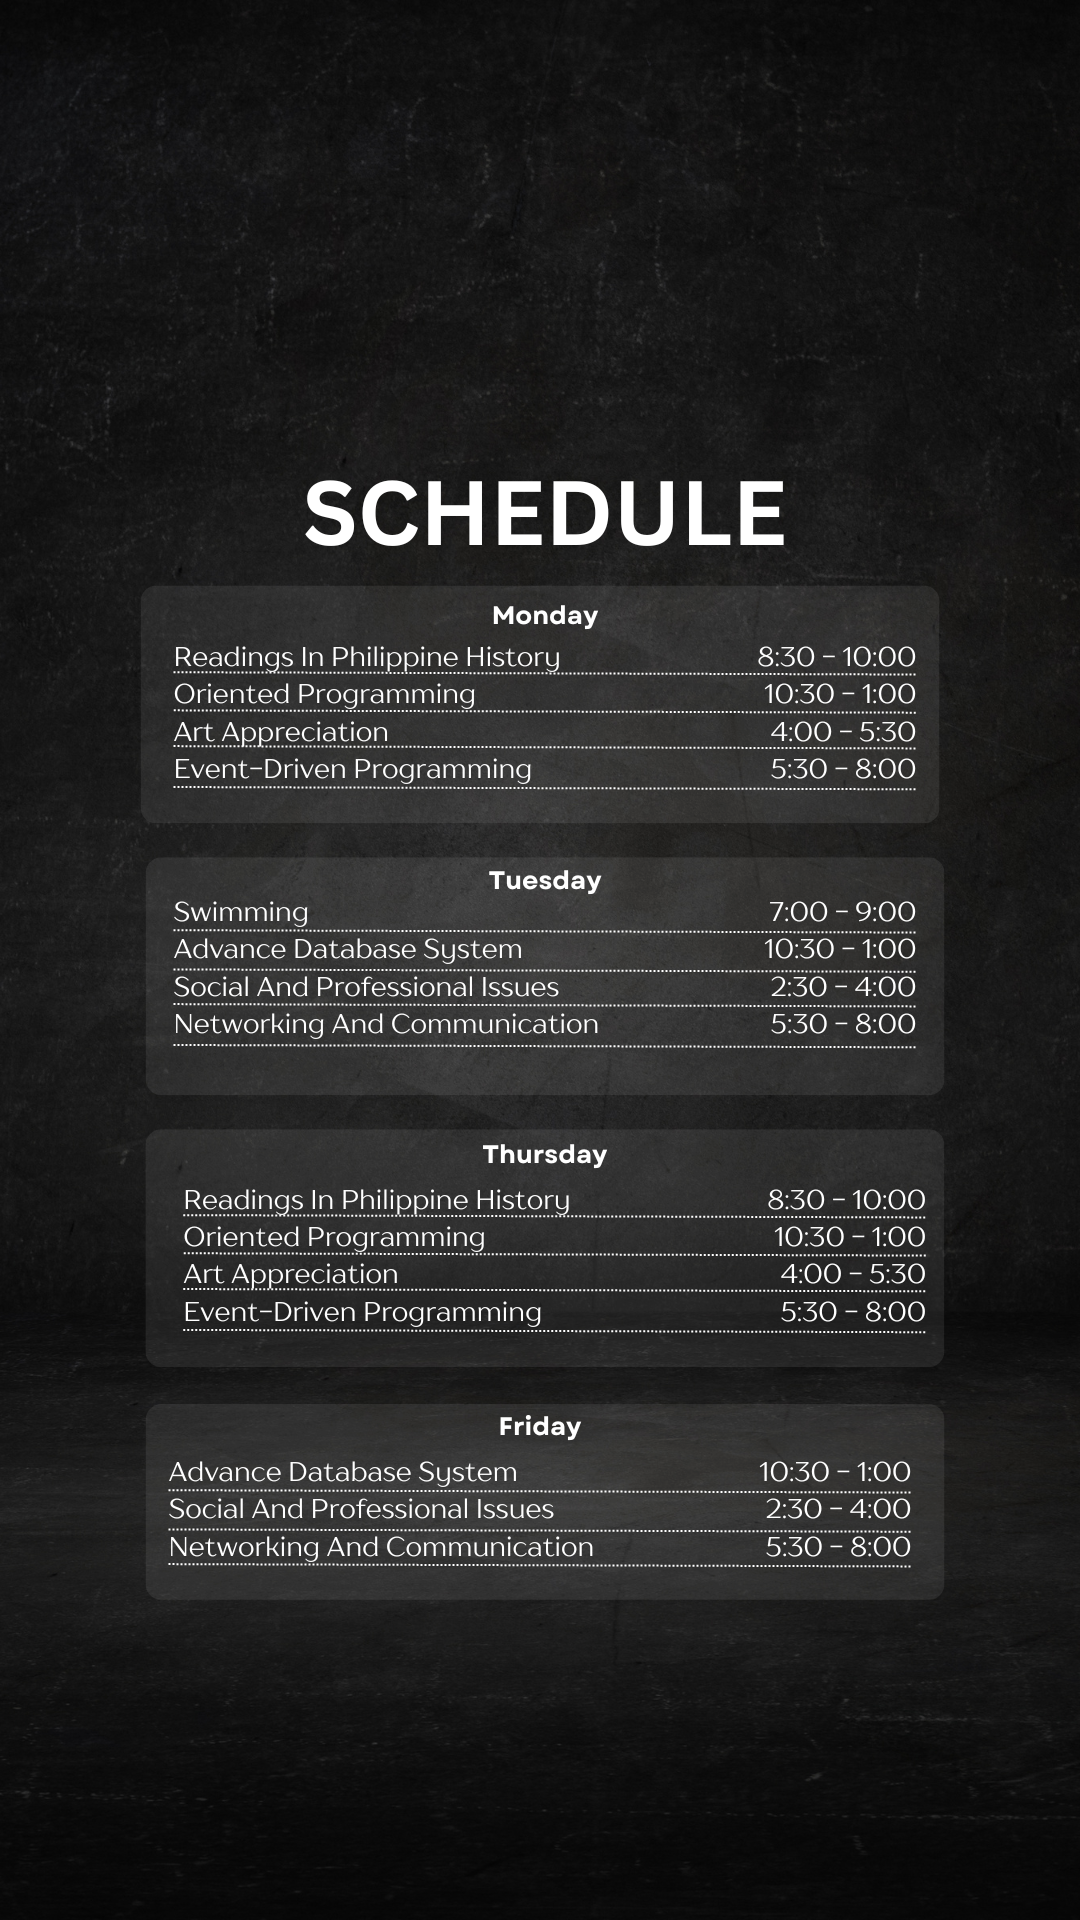 SCHEDULE
Monday
Readings In Philippine History 8:30 - 10:00
Oriented Programming 10:30 - 1:00
Art Appreciation 4:00 - 5:30
Event-Driven Programming 5:30 - 8:00
Tuesday
Swimming 7:00 - 9:00
Advance Database System 10:30 - 1:00
Social And Professional Issues 2:30 - 4:00
Networking And Communication 5:30 - 8:00
Thursday
Readings In Philippine History 8:30 - 10:00
Oriented Programming 10:30 - 1:00
Art Appreciation 4:00 - 5:30
Event-Driven Programming 5:30 - 8:00
Friday
Advance Database System 10:30 - 1:00
Social And Professional Issues 2:30 - 4:00
Networking And Communication 5:30 - 8:00